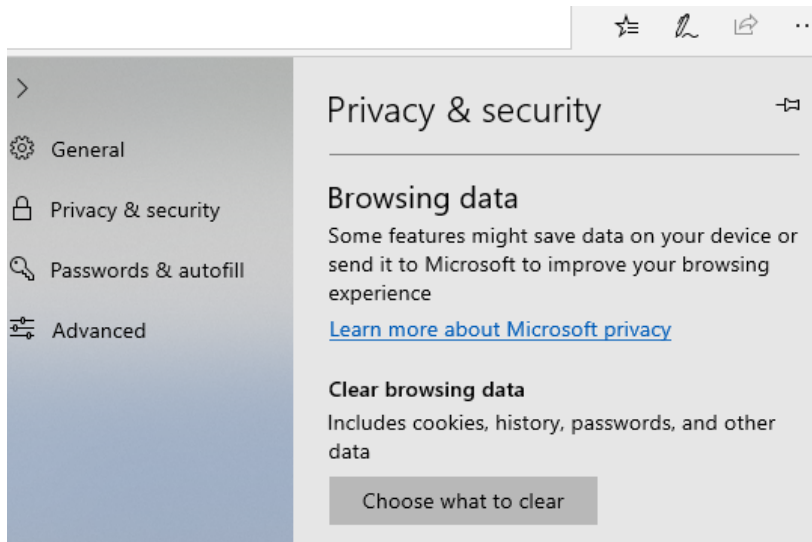 General
Privacy & security
Passwords & autofill
Advanced
Privacy & security
Browsing data
Some features might save data on your device or
send it to Microsoft to improve your browsing
experience
Learn more about Microsoft privacy
Clear browsing data
Includes cookies, history, passwords, and other
data
Choose what to clear